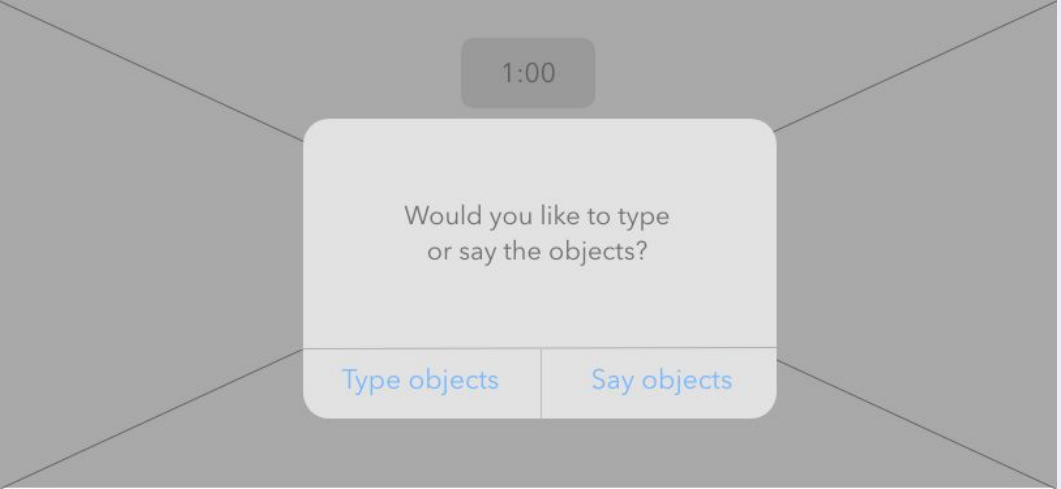 1:00
Would you like to type
or say the objects?
Type objects
Say objects